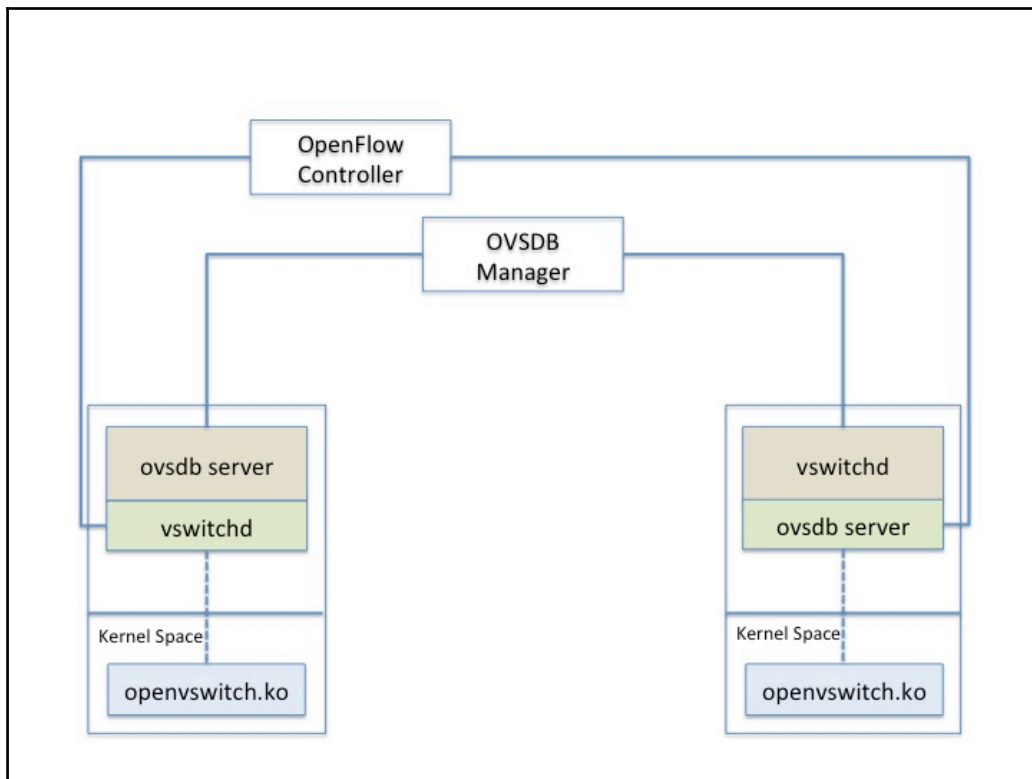 OpenFlow
Controller
OVSDB
Manager
ovsdb server
vswitchd
Kernel Space
openvswitch.ko
vswitchd
ovsdb server
Kernel Space
openvswitch.ko